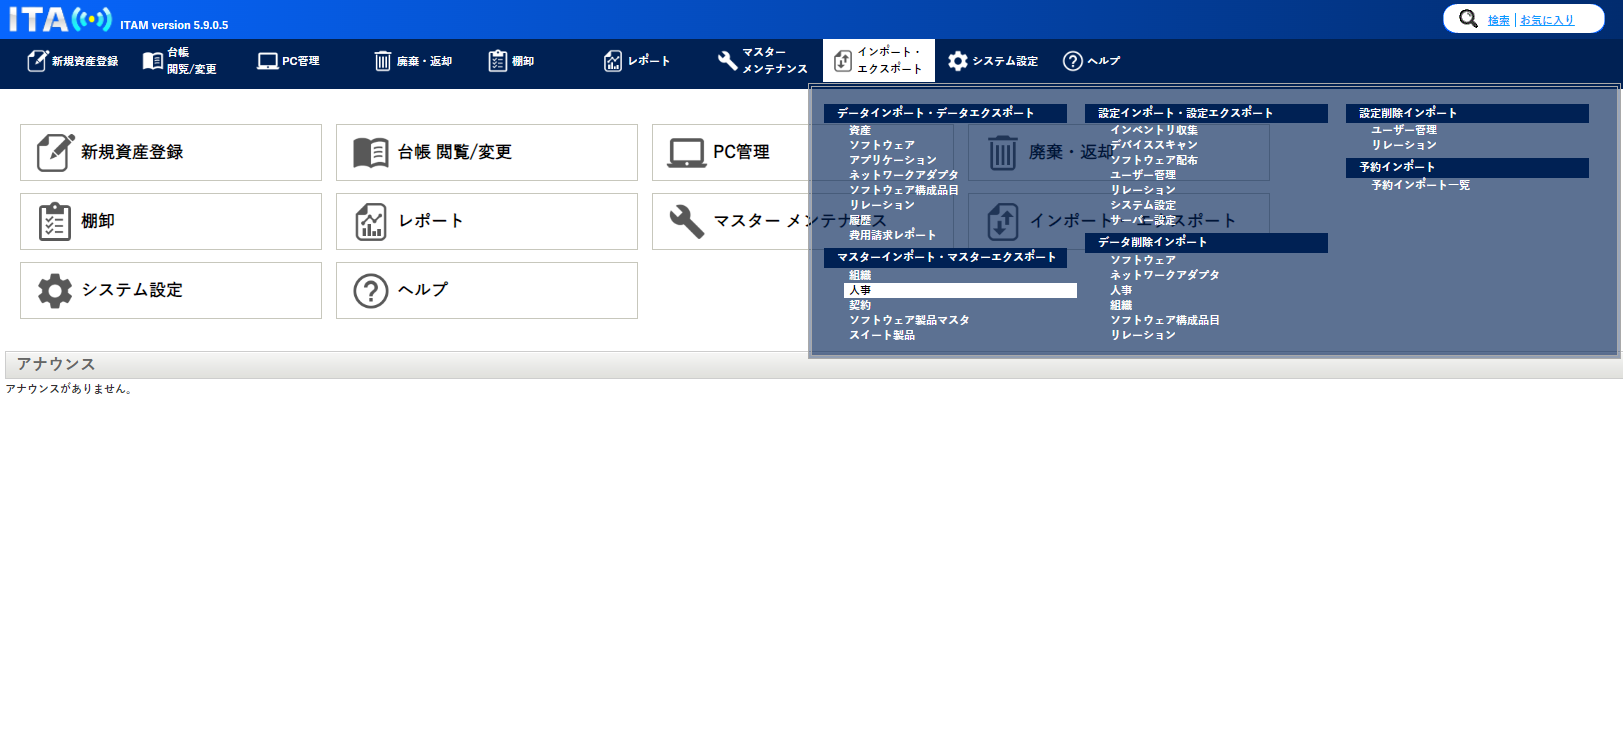 ITAM version 5.9.0.5
検索 | お気に入り
新規資産登録
台帳
閲覧/変更
PC管理
廃棄・返却
棚卸
レポート
マスター
メンテナンス
インポート・
エクスポート
システム設定
ヘルプ
データインポート・データエクスポート
資産
ソフトウェア
アプリケーション
ネットワークアダプタ
ソフトウェア構成品目
リレーション
履歴
費用請求レポート
マスターインポート・マスターエクスポート
組織
人事
契約
ソフトウェア製品マスタ
スイート製品
設定インポート・設定エクスポート
インベントリ収集
デバイススキャン
ソフトウェア配布
ユーザー管理
リレーション
システム設定
サーバー設定
データ削除インポート
ソフトウェア
ネットワークアダプタ
人事
組織
ソフトウェア構成品目
リレーション
設定削除インポート
ユーザー管理
リレーション
予約インポート
予約インポート一覧
新規資産登録
台帳 閲覧/変更
PC管理
廃棄・返却
棚卸
レポート
マスター メンテナンス
インポート・エクスポート
システム設定
ヘルプ
アナウンス
アナウンスがありません。